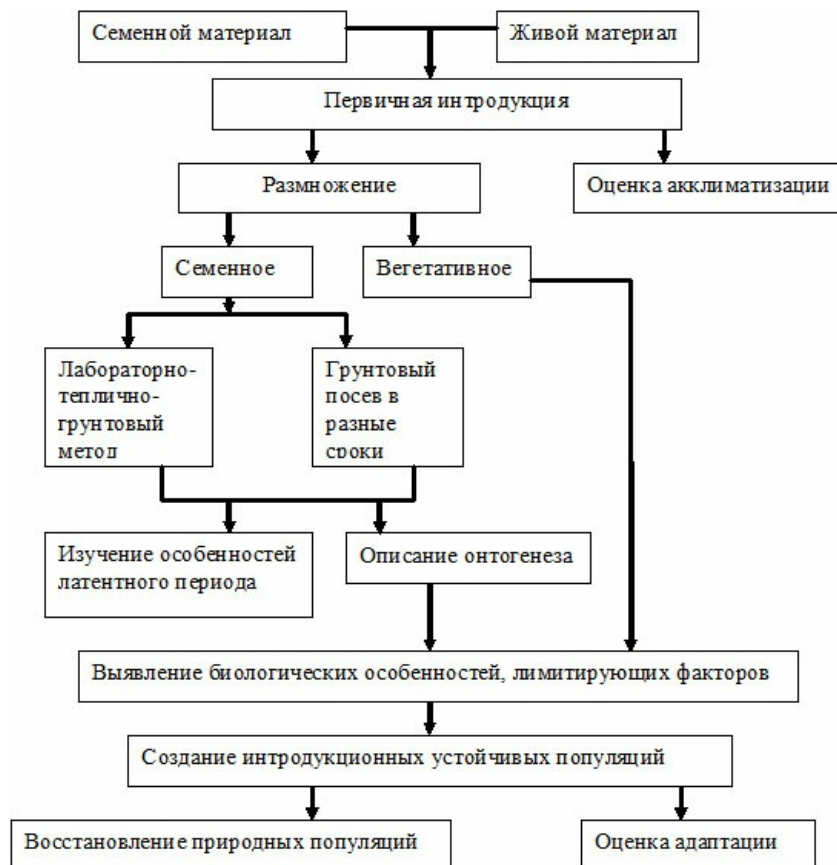 Семенной материал
Живой материал
Первичная интродукция
Размножение
Оценка акклиматизации
Семенное
Вегетативное
Лабораторно-
теплично-
грунтовый
метод
Грунтовый
посев в
разные
сроки
Изучение особенностей
латентного периода
Описание онтогенеза
Выявление биологических особенностей, лимитирующих факторов
Создание интродукционных устойчивых популяций
Восстановление природных популяций
Оценка адаптации